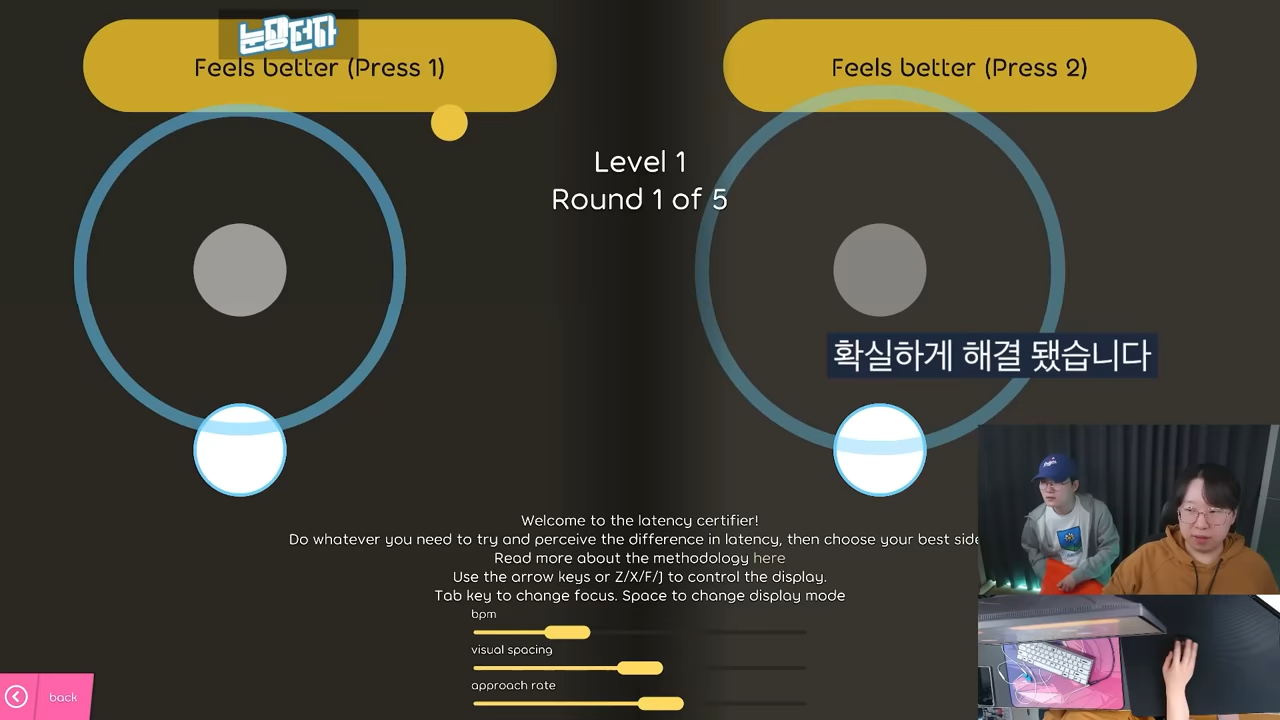 눈맹전자
Feels better (Press 1)
Feels better (Press 2)
Level 1
Round 1 of 5
확실하게 해결 됐습니다
Welcome to the latency certifier!
Do whatever you need to try and perceive the difference in latency, then choose your best side
Read more about the methodology here
Use the arrow keys or Z/X/F/J to control the display.
Tab key to change focus. Space to change display mode
bpm
visual spacing
approach rate
back